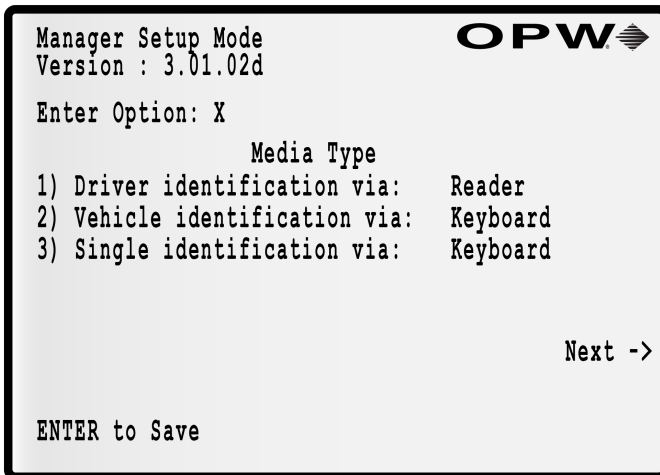 Manager Setup Mode
OPW
Version : 3.01.02d
Enter Option: X
Media Type
1) Driver identification via: Reader
2) Vehicle identification via: Keyboard
3) Single identification via: Keyboard
Next ->
ENTER to Save